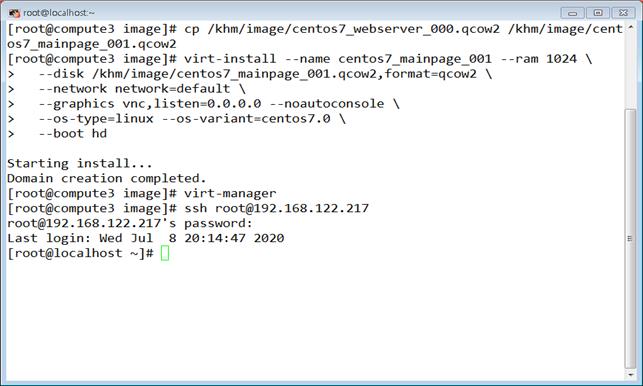 root@localhost:~
[root@compute3 image]# cp /khm/image/centos7_webserver_000.qcow2 /khm/image/cent
os7_mainpage_001.qcow2
[root@compute3 image]# virt-install --name centos7_mainpage_001 --ram 1024 \
>   --disk /khm/image/centos7_mainpage_001.qcow2,format=qcow2 \
>   --network network=default \
>   --graphics vnc,listen=0.0.0.0 --noautoconsole \
>   --os-type=linux --os-variant=centos7.0 \
>   --boot hd
Starting install...
Domain creation completed.
[root@compute3 image]# virt-manager
[root@compute3 image]# ssh root@192.168.122.217
root@192.168.122.217's password:
Last login: Wed Jul  8 20:14:47 2020
[root@localhost ~]#